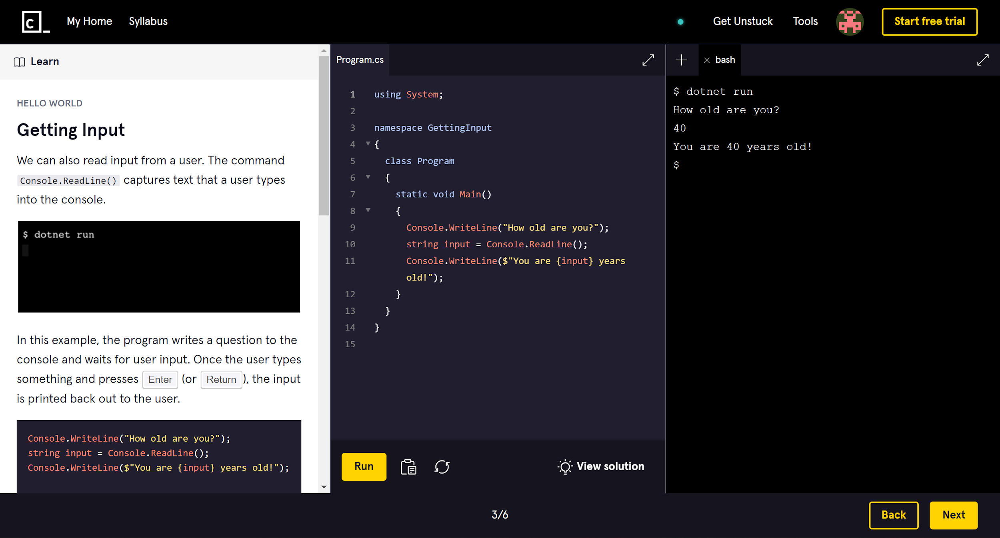 c_ My Home Syllabus Get Unstuck Tools Start free trial
Learn
HELLO WORLD
Getting Input
We can also read input from a user. The command
Console.ReadLine() captures text that a user types
into the console.
$ dotnet run
In this example, the program writes a question to the
console and waits for user input. Once the user types
something and presses Enter (or Return), the input
is printed back out to the user.
Console.WriteLine("How old are you?");
string input = Console.ReadLine();
Console.WriteLine($"You are {input} years old!");
Program.cs
1 using System;
2
3 namespace GettingInput
4 {
5 class Program
6 {
7 static void Main()
8 {
9 Console.WriteLine("How old are you?");
10 string input = Console.ReadLine();
11 Console.WriteLine($"You are {input} years
old!");
12 }
13 }
14 }
15
Run View solution
bash
$ dotnet run
How old are you?
40
You are 40 years old!
$
3/6
Back Next